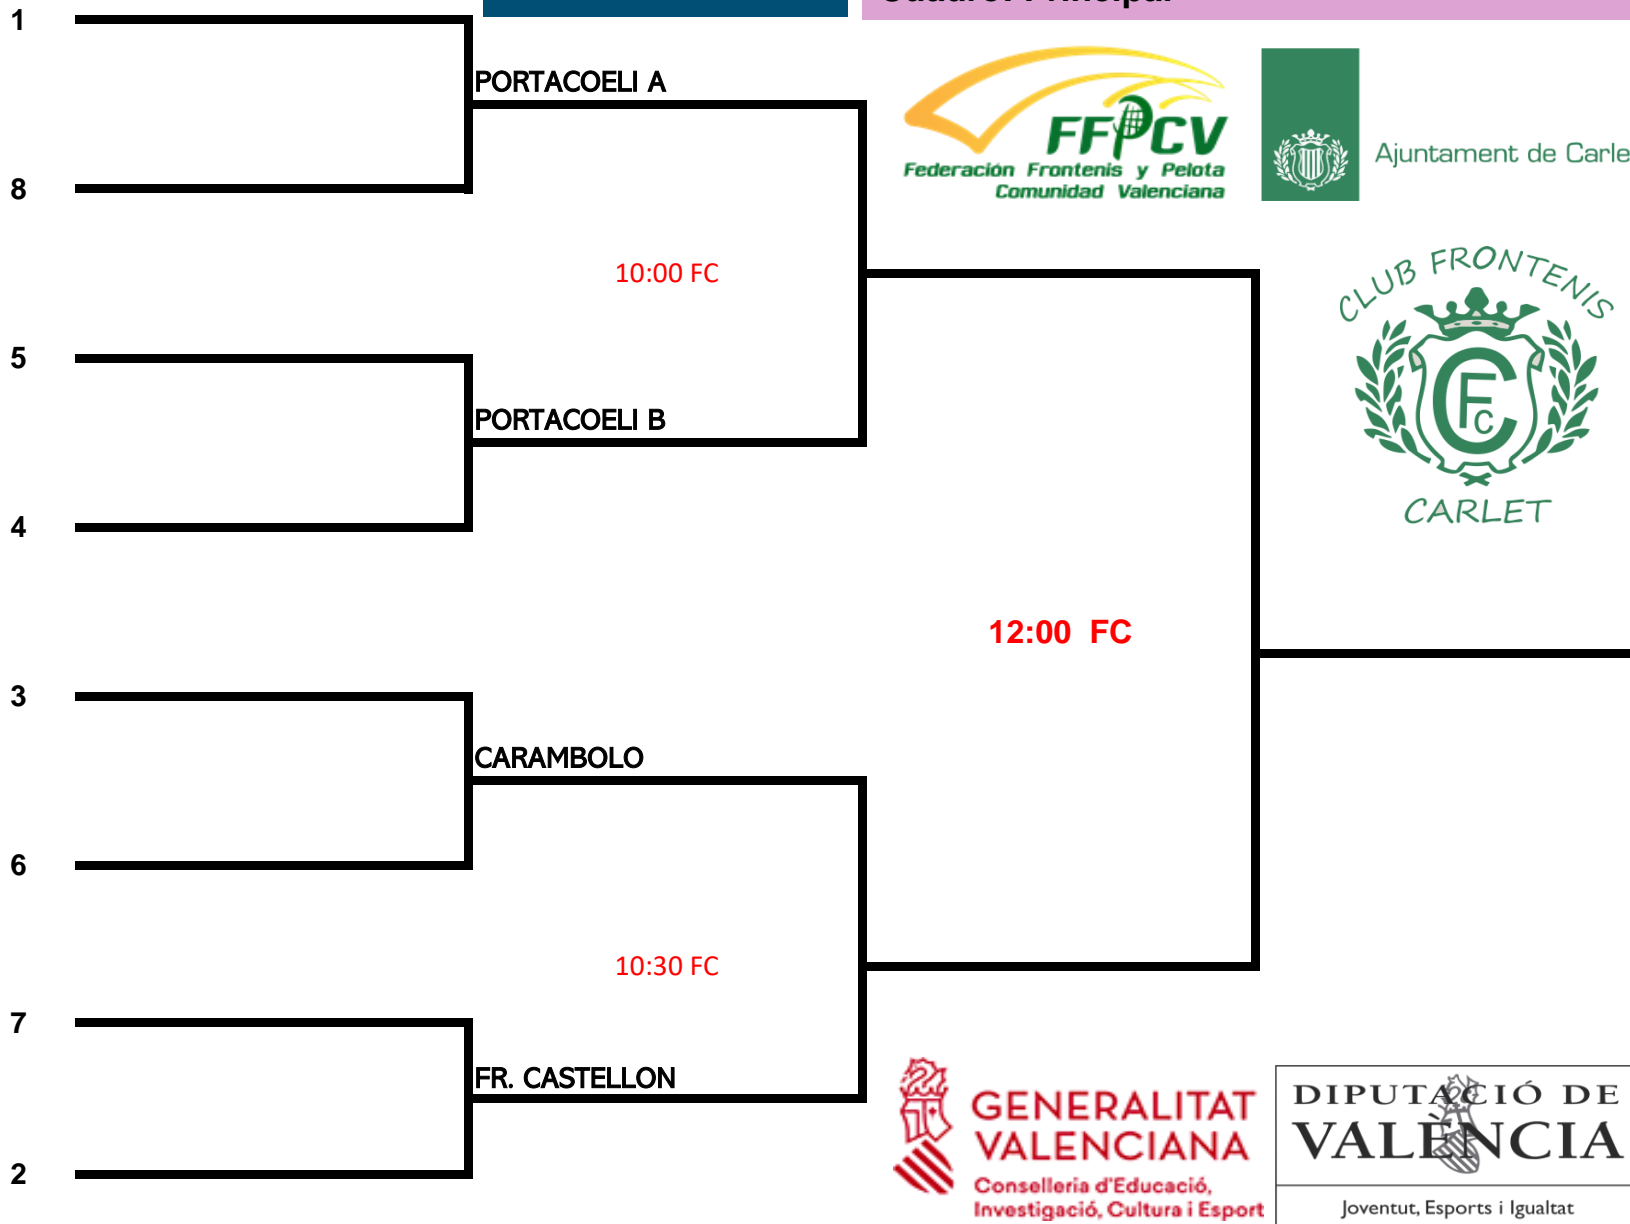 1
PORTACOELI A
FFPCV
Federación Frontenis y Pelota
Comunidad Valenciana
Ajuntament de Carle
8
10:00 FC
CLUB FRONTENIS
5
CFC
PORTACOELI B
CARLET
4
12:00 FC
3
CARAMBOLO
6
10:30 FC
7
FR. CASTELLON
GENERALITAT
VALENCIANA
Conselleria d'Educació,
Investigació, Cultura i Esport
DIPUTACIÓ DE
VALÈNCIA
Joventut, Esports i Igualtat
2